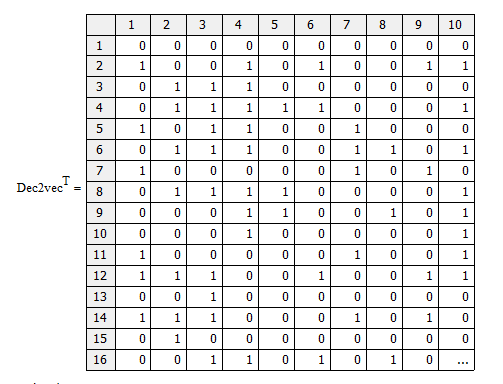 1 2 3 4 5 6 7 8 9 10
1 0 0 0 0 0 0 0 0 0 0
2 1 0 0 1 0 1 0 0 1 1
3 0 1 1 1 0 0 0 0 0 0
4 0 1 1 1 1 1 0 0 0 1
5 1 0 1 1 0 0 1 0 0 0
6 0 1 1 1 0 0 1 1 0 1
7 1 0 0 0 0 0 1 0 1 0
Dec2vecT = 8 0 1 1 1 1 0 0 0 0 1
9 0 0 0 1 1 0 0 1 0 1
10 0 0 0 1 0 0 0 0 0 1
11 1 0 0 0 0 0 1 0 0 1
12 1 1 1 0 0 1 0 0 1 1
13 0 0 1 0 0 0 0 0 0 0
14 1 1 1 0 0 0 1 0 1 0
15 0 1 0 0 0 0 0 0 0 0
16 0 0 1 1 0 1 0 1 0 ...